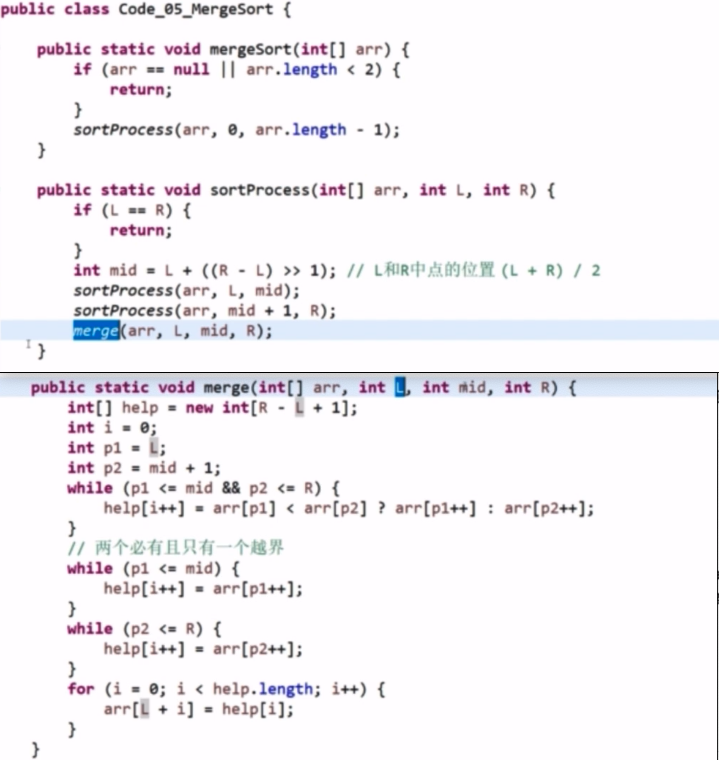 public class Code_05_MergeSort {
public static void mergeSort(int[] arr) {
if (arr == null || arr.length < 2) {
return;
}
sortProcess(arr, 0, arr.length - 1);
}
public static void sortProcess(int[] arr, int L, int R) {
if (L == R) {
return;
}
int mid = L + ((R - L) >> 1); // L和R中点的位置 (L + R) / 2
sortProcess(arr, L, mid);
sortProcess(arr, mid + 1, R);
merge(arr, L, mid, R);
}
public static void merge(int[] arr, int L, int mid, int R) {
int[] help = new int[R - L + 1];
int i = 0;
int p1 = L;
int p2 = mid + 1;
while (p1 <= mid && p2 <= R) {
help[i++] = arr[p1] < arr[p2] ? arr[p1++] : arr[p2++];
}
// 两个必有且只有一个越界
while (p1 <= mid) {
help[i++] = arr[p1++];
}
while (p2 <= R) {
help[i++] = arr[p2++];
}
for (i = 0; i < help.length; i++) {
arr[L + i] = help[i];
}
}